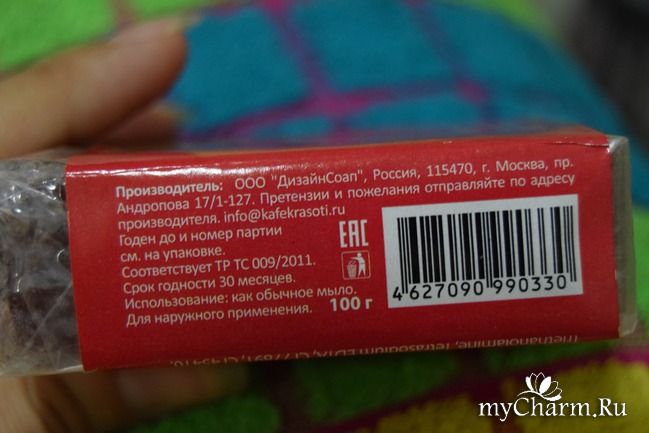 Производитель: ООО "ДизайнСоап", Россия, 115470, г. Москва, пр.
Андропова 17/1-127. Претензии и пожелания отправляйте по адресу
производителя. info@kafekrasoti.ru
Годен до и номер партии
см. на упаковке.
Соответствует ТР ТС 009/2011.
Срок годности 30 месяцев.
Использование: как обычное мыло.
Для наружного применения.
100 г
EAC
4 627090 990330
Tetrasodium EDTA,
myCharm.Ru